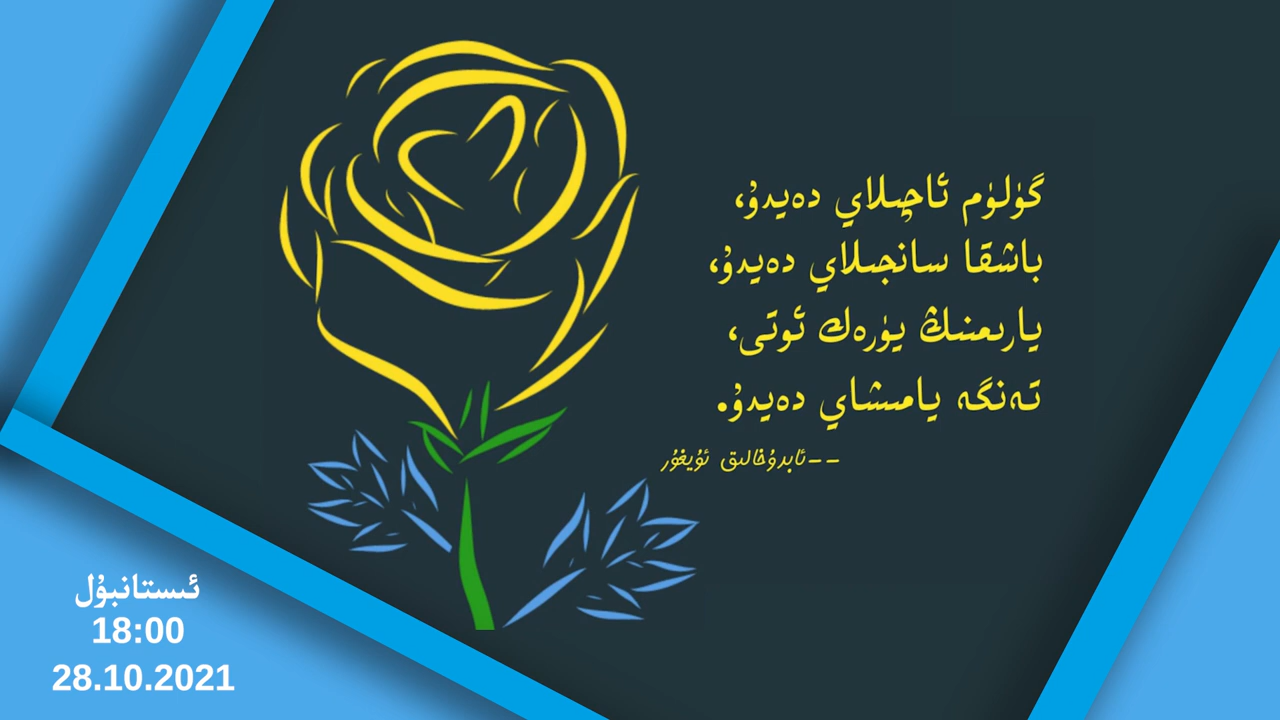 گۈلۈم ئاچىلاي دەيدۇ،
باشقا سانجىلاي دەيدۇ،
يارىمنىڭ يۈرەك ئوتى،
تەنگە يامىشاي دەيدۇ.
--ئابدۇخالىق ئۇيغۇر
ئىستانبۇل
18:00
28.10.2021